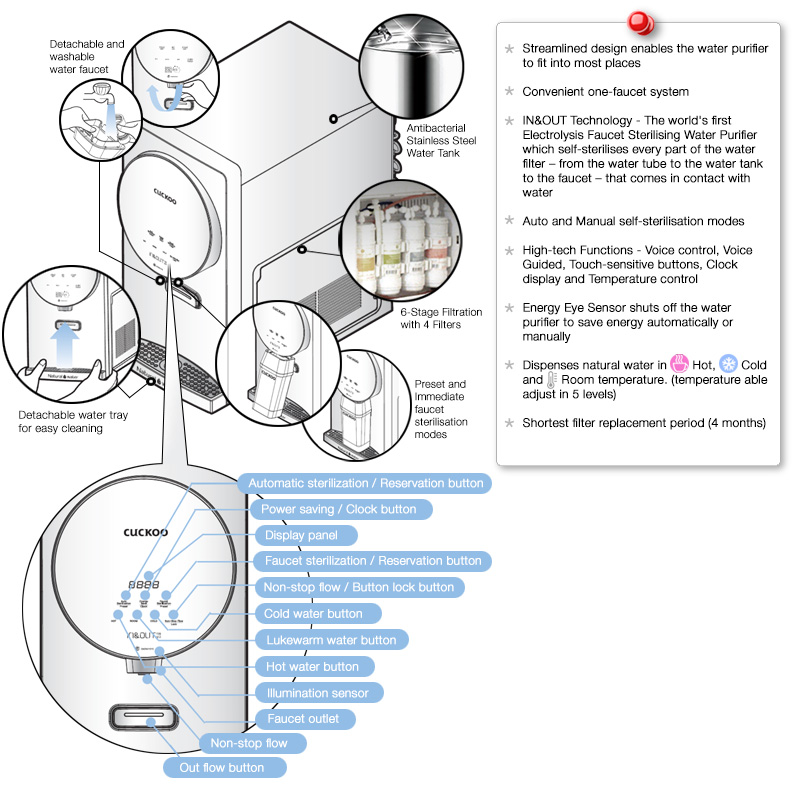 Detachable and
washable
water faucet
Antibacterial
Stainless Steel
Water Tank
CUCKOO
IN&OUT
6-Stage Filtration
with 4 Filters
CUCKOO
CUCKOO
Natural water
Natural water
Detachable water tray
for easy cleaning
Preset and
Immediate
faucet
sterilisation
modes
* Streamlined design enables the water purifier
to fit into most places
* Convenient one-faucet system
* IN&OUT Technology - The world's first
Electrolysis Faucet Sterilising Water Purifier
which self-sterilises every part of the water
filter – from the water tube to the water tank
to the faucet – that comes in contact with
water
* Auto and Manual self-sterilisation modes
* High-tech Functions - Voice control, Voice
Guided, Touch-sensitive buttons, Clock
display and Temperature control
* Energy Eye Sensor shuts off the water
purifier to save energy automatically or
manually
* Dispenses natural water in Hot, Cold
and Room temperature. (temperature able
adjust in 5 levels)
* Shortest filter replacement period (4 months)
CUCKOO
8888
IN&OUT
Automatic sterilization / Reservation button
Power saving / Clock button
Display panel
Faucet sterilization / Reservation button
Non-stop flow / Button lock button
Cold water button
Lukewarm water button
Hot water button
Illumination sensor
Faucet outlet
Non-stop flow
Out flow button